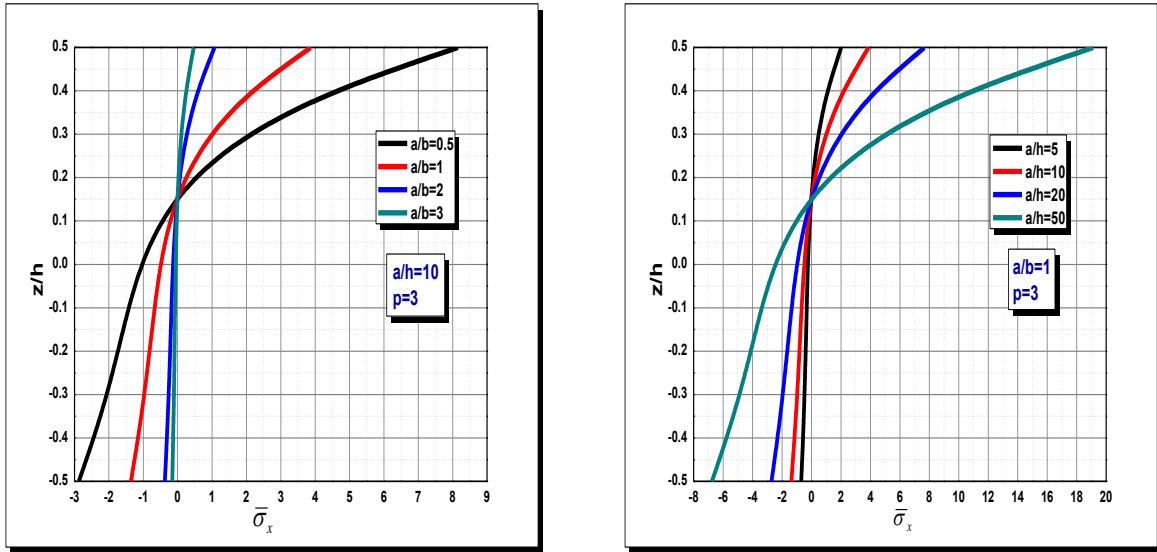 0.5
0.4
0.3
0.2
0.1
0.0
-0.1
-0.2
-0.3
-0.4
-0.5
z/h
-3 -2 -1 0 1 2 3 4 5 6 7 8 9
σ̅x
a/b=0.5
a/b=1
a/b=2
a/b=3
a/h=10
p=3
0.5
0.4
0.3
0.2
0.1
0.0
-0.1
-0.2
-0.3
-0.4
-0.5
z/h
-8 -6 -4 -2 0 2 4 6 8 10 12 14 16 18 20
σ̅x
a/h=5
a/h=10
a/h=20
a/h=50
a/b=1
p=3